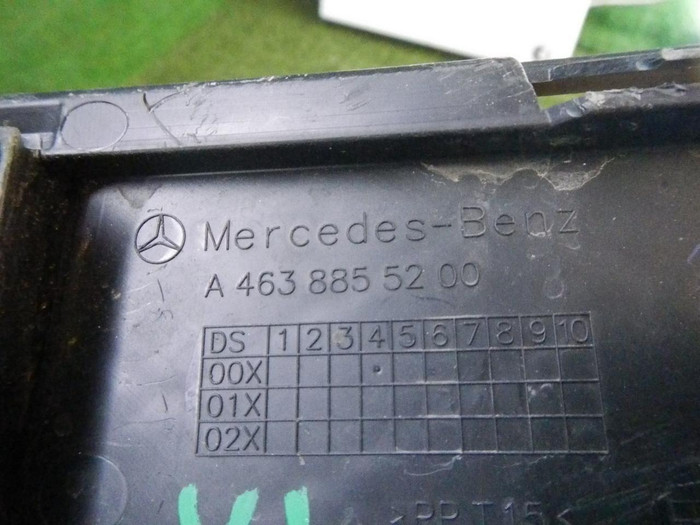 Mercedes-Benz
A 463 885 52 00
DS 1 2 3 4 5 6 7 8 9 10
00X
01X
02X
>PP T15<